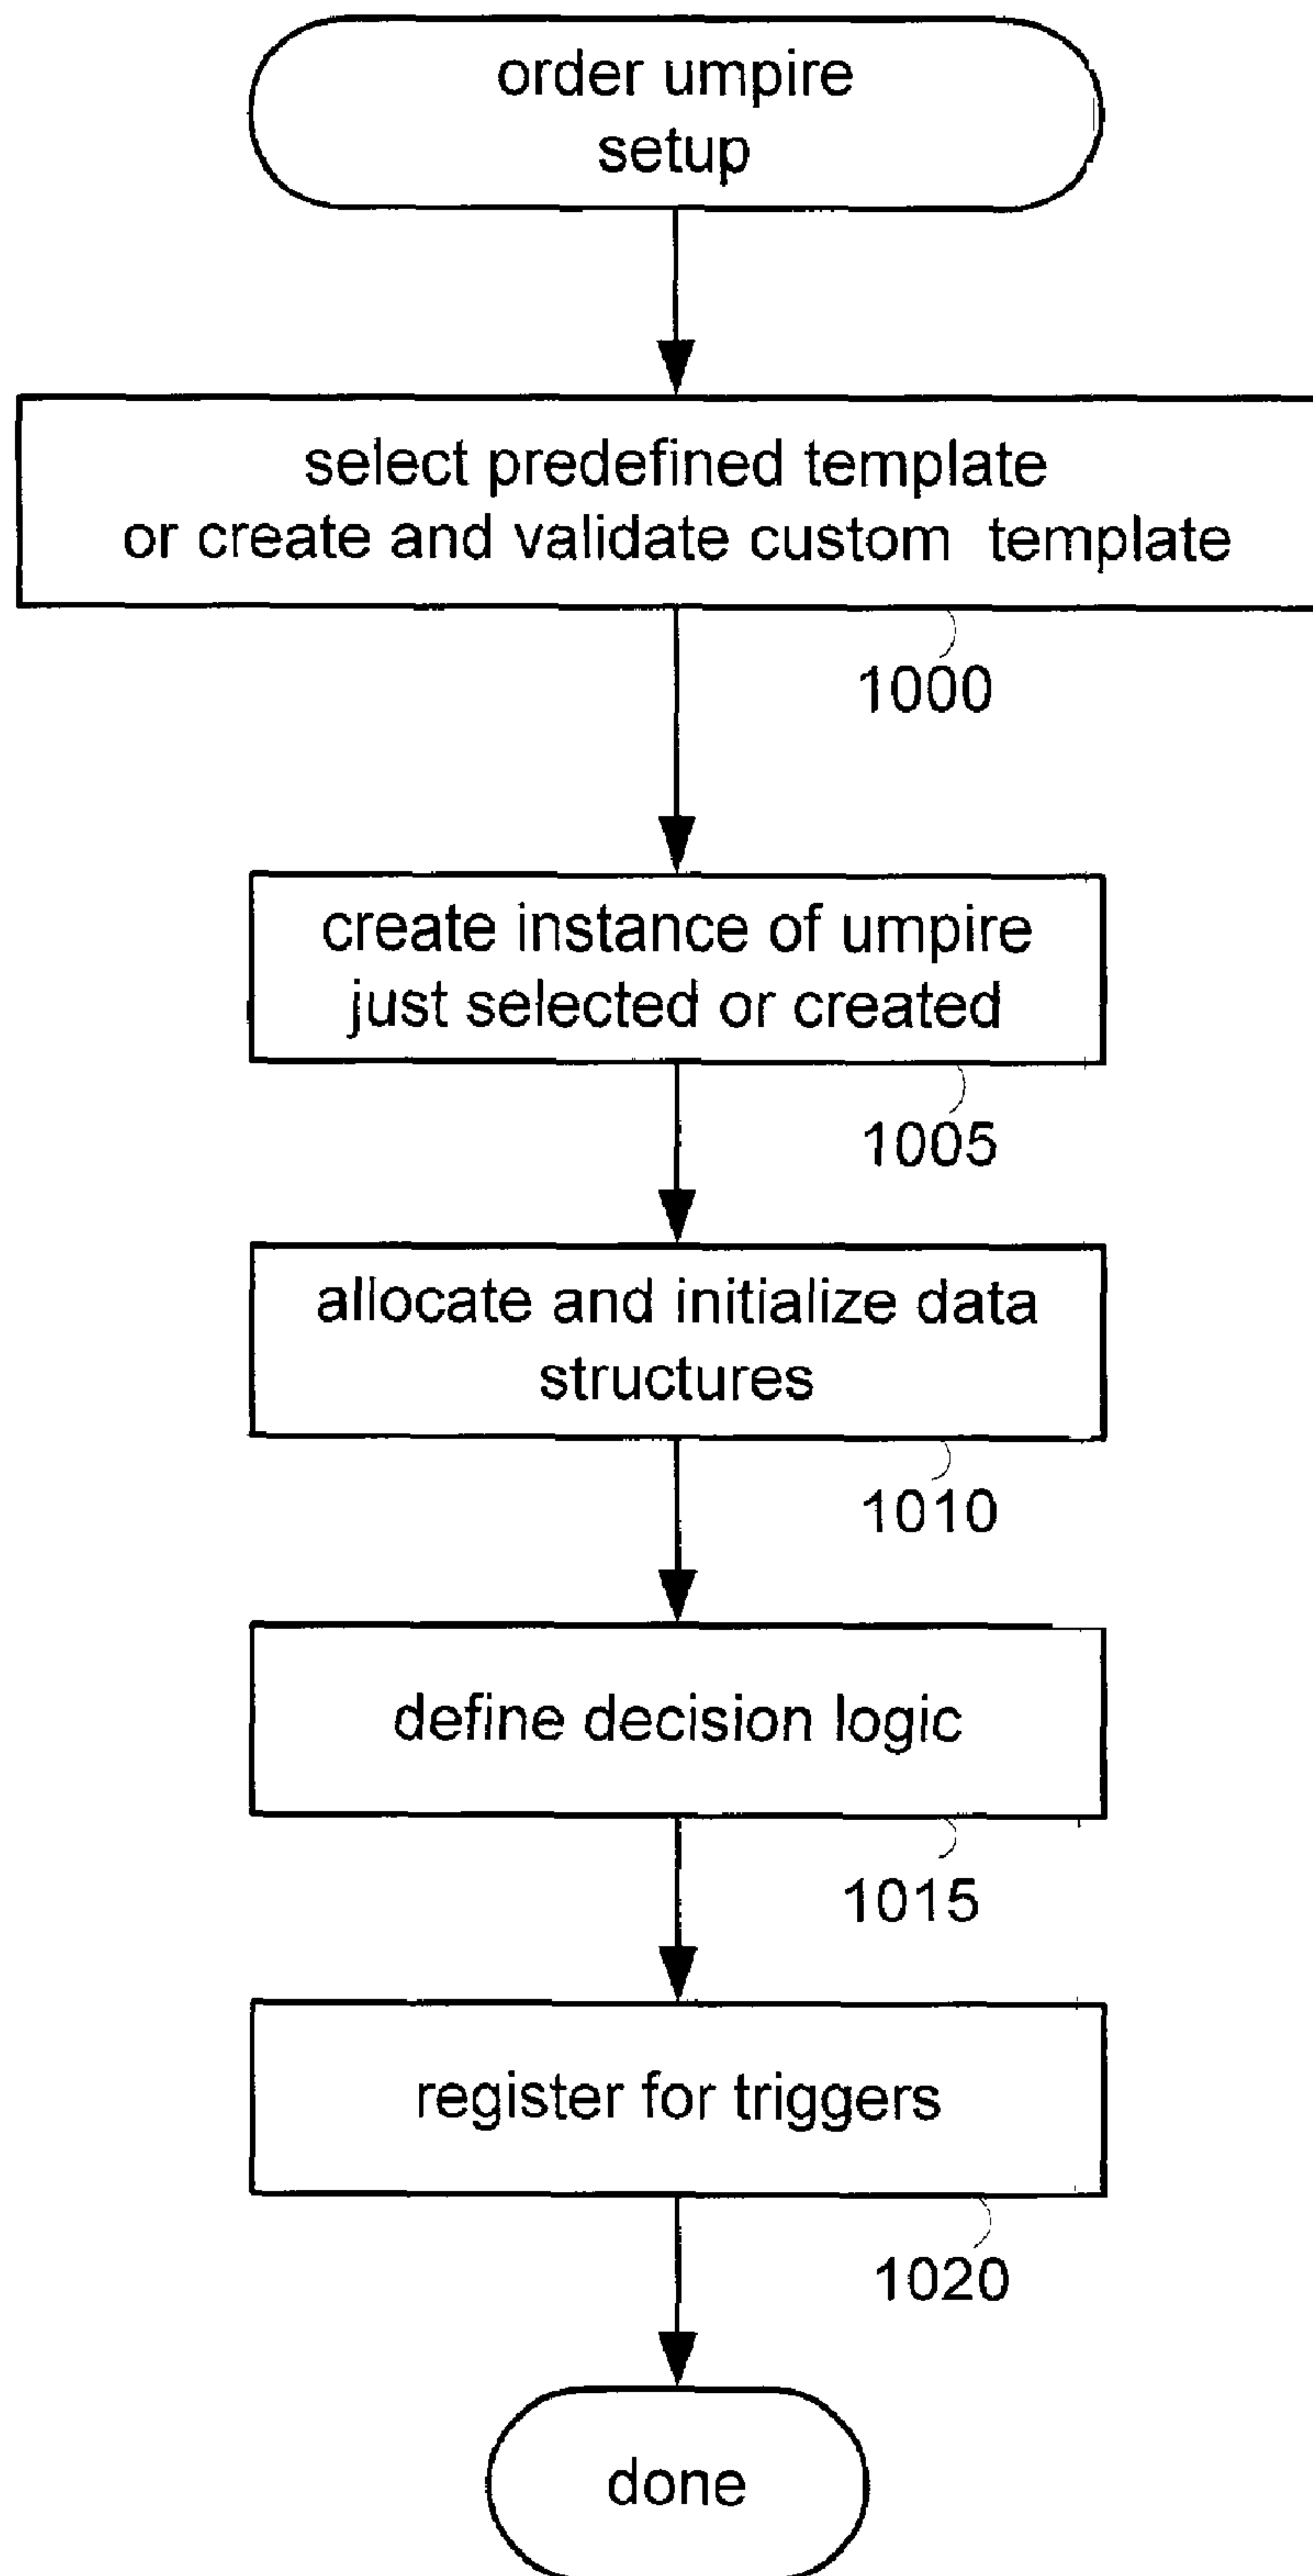 order umpire
setup
select predefined template
or create and validate custom template
1000
create instance of umpire
just selected or created
1005
allocate and initialize data
structures
1010
define decision logic
1015
register for triggers
1020
done